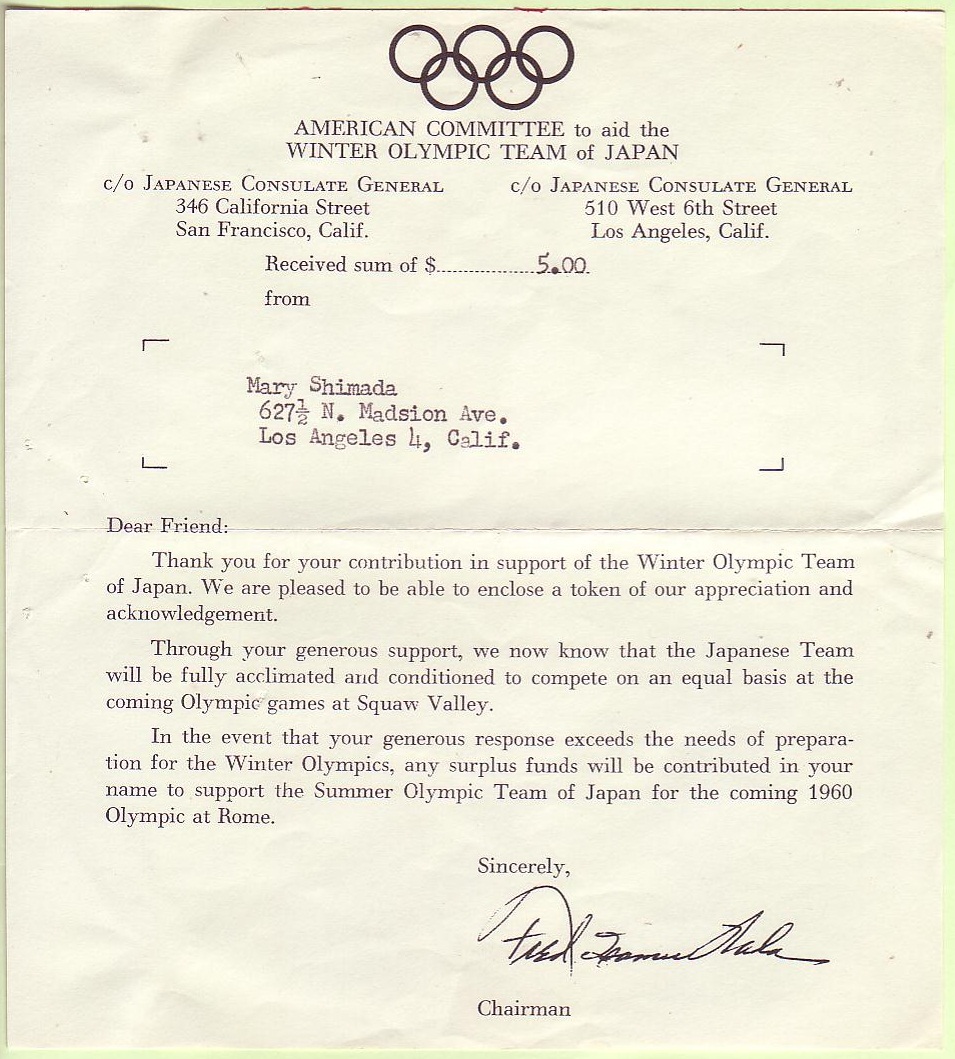 AMERICAN COMMITTEE to aid the
WINTER OLYMPIC TEAM of JAPAN
c/o JAPANESE CONSULATE GENERAL c/o JAPANESE CONSULATE GENERAL
346 California Street 510 West 6th Street
San Francisco, Calif. Los Angeles, Calif.
Received sum of $ 5.00
from
Mary Shimada
627½ N. Madsion Ave.
Los Angeles 4, Calif.
Dear Friend:
Thank you for your contribution in support of the Winter Olympic Team
of Japan. We are pleased to be able to enclose a token of our appreciation and
acknowledgement.
Through your generous support, we now know that the Japanese Team
will be fully acclimated and conditioned to compete on an equal basis at the
coming Olympic games at Squaw Valley.
In the event that your generous response exceeds the needs of prepara-
tion for the Winter Olympics, any surplus funds will be contributed in your
name to support the Summer Olympic Team of Japan for the coming 1960
Olympic at Rome.
Sincerely,
Fred Isamu Wada
Chairman